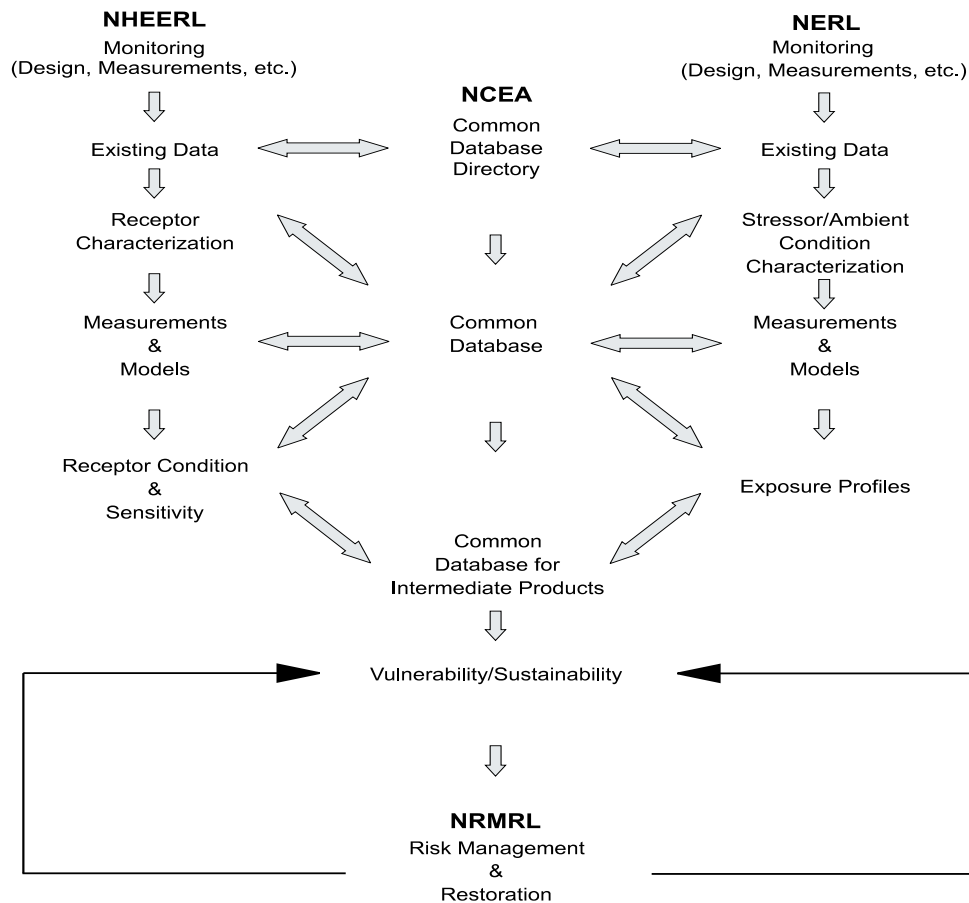 NHEERL
Monitoring
(Design, Measurements, etc.)
Existing Data
Receptor
Characterization
Measurements
&
Models
Receptor Condition
&
Sensitivity
NCEA
Common
Database
Directory
Common
Database
Common
Database for
Intermediate Products
Vulnerability/Sustainability
NRMRL
Risk Management
&
Restoration
NERL
Monitoring
(Design, Measurements, etc.)
Existing Data
Stressor/Ambient
Condition
Characterization
Measurements
&
Models
Exposure Profiles